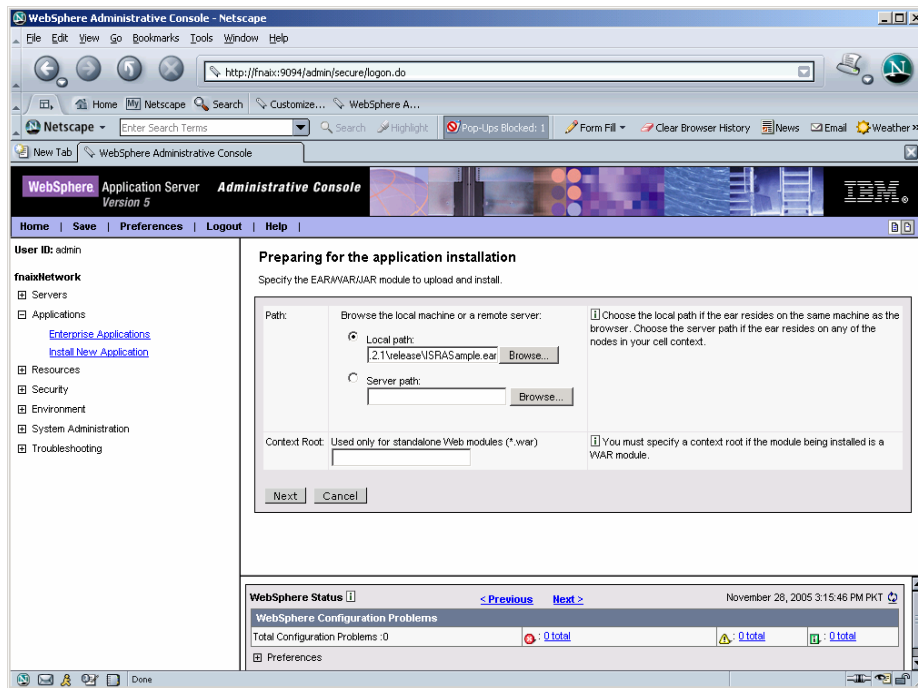 WebSphere Administrative Console - Netscape
File Edit View Go Bookmarks Tools Window Help
http://fnaix:9094/admin/secure/logon.do
Home My Netscape Search Customize... WebSphere A...
Netscape Enter Search Terms Search Highlight Pop-Ups Blocked: 1 Form Fill Clear Browser History News Email Weather
New Tab WebSphere Administrative Console
WebSphere Application Server Administrative Console
Version 5
IBM
Home | Save | Preferences | Logout | Help |
User ID: admin
fnaixNetwork
Servers
Applications
Enterprise Applications
Install New Application
Resources
Security
Environment
System Administration
Troubleshooting
Preparing for the application installation
Specify the EAR/WAR/JAR module to upload and install.
Path:
Browse the local machine or a remote server:
Local path:
.2.1\release\ISRASample.ear Browse...
Server path:
Browse...
i Choose the local path if the ear resides on the same machine as the
browser. Choose the server path if the ear resides on any of the
nodes in your cell context.
Context Root: Used only for standalone Web modules (*.war)
i You must specify a context root if the module being installed is a
WAR module.
Next Cancel
WebSphere Status i < Previous Next > November 28, 2005 3:15:46 PM PKT
WebSphere Configuration Problems
Total Configuration Problems :0 : 0 total : 0 total : 0 total
Preferences
Done